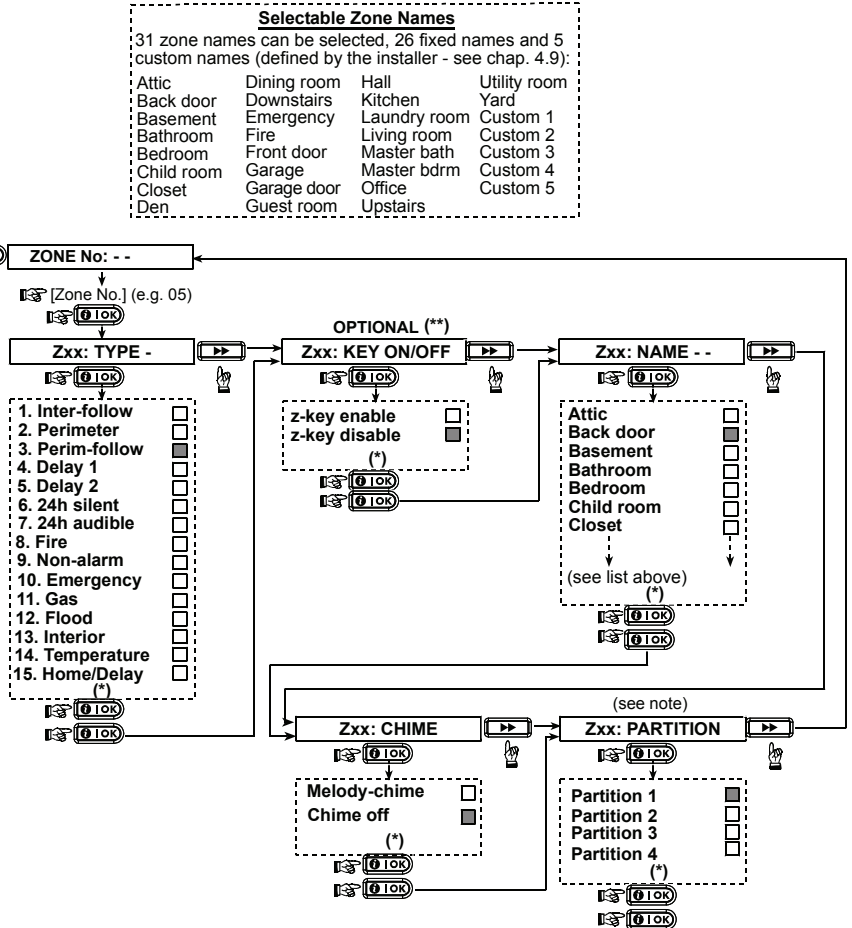 Selectable Zone Names
31 zone names can be selected, 26 fixed names and 5
custom names (defined by the installer - see chap. 4.9):
Attic Dining room Hall Utility room
Back door Downstairs Kitchen Yard
Basement Emergency Laundry room Custom 1
Bathroom Fire Living room Custom 2
Bedroom Front door Master bath Custom 3
Child room Garage Master bdrm Custom 4
Closet Garage door Office Custom 5
Den Guest room Upstairs
ZONE No: - -
[Zone No.] (e.g. 05)
OK
OPTIONAL (**)
Zxx: TYPE -
OK
1. Inter-follow
2. Perimeter
3. Perim-follow
4. Delay 1
5. Delay 2
6. 24h silent
7. 24h audible
8. Fire
9. Non-alarm
10. Emergency
11. Gas
12. Flood
13. Interior
14. Temperature
15. Home/Delay
(*)
OK
OK
Zxx: KEY ON/OFF
OK
z-key enable
z-key disable
(*)
OK
OK
Zxx: NAME - -
OK
Attic
Back door
Basement
Bathroom
Bedroom
Child room
Closet
(see list above)
(*)
OK
OK
Zxx: CHIME
OK
Melody-chime
Chime off
(*)
OK
OK
(see note)
Zxx: PARTITION
OK
Partition 1
Partition 2
Partition 3
Partition 4
(*)
OK
OK